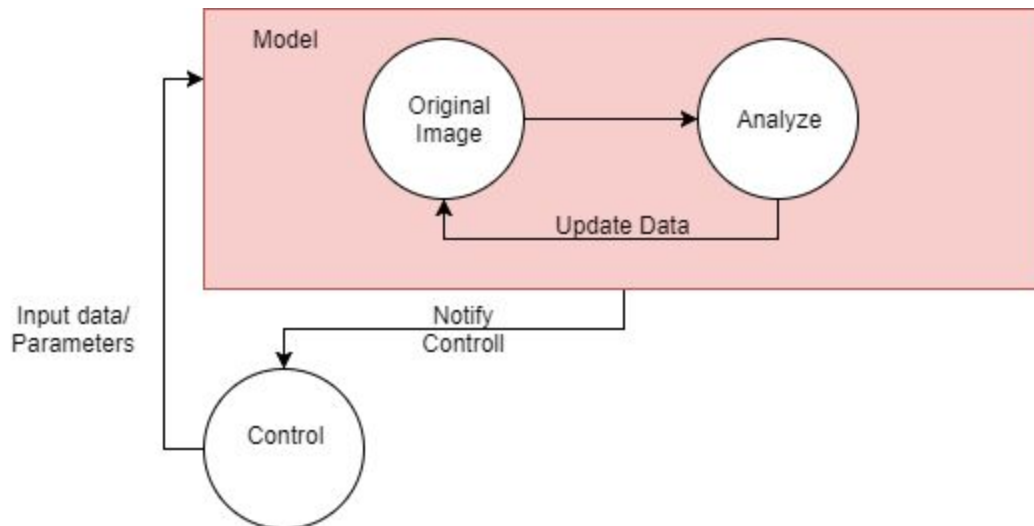 Model
Original
Image
Analyze
Update Data
Input data/
Parameters
Notify
Controll
Control